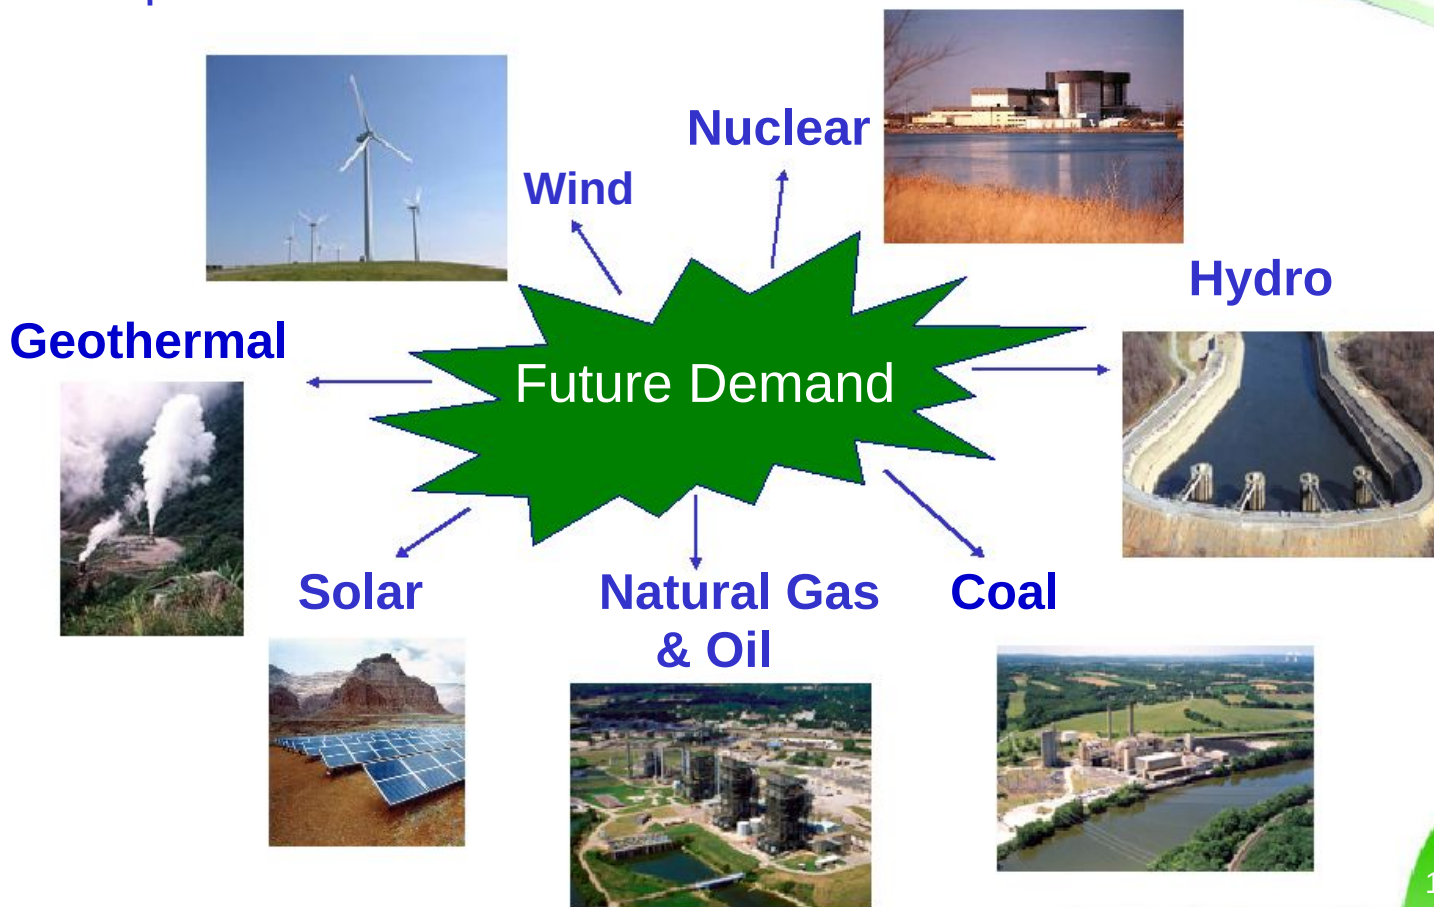 Nuclear
Wind
Hydro
Geothermal
Future Demand
Solar
Natural Gas
& Oil
Coal